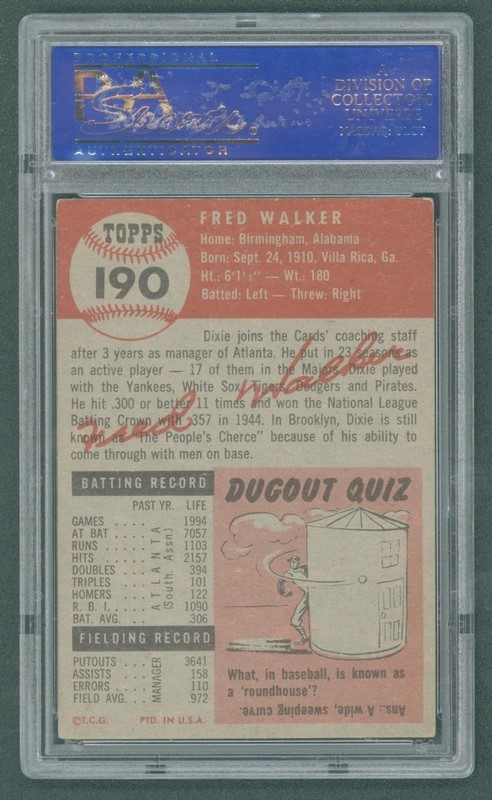 PROFESSIONAL
PSA
Sports
AUTHENTICATOR
A
DIVISION OF
COLLECTORS
UNIVERSE
NASDAQ: CLCT
TOPPS
190
FRED WALKER
Home: Birmingham, Alabama
Born: Sept. 24, 1910, Villa Rica, Ga.
Ht.: 6'1½" — Wt.: 180
Batted: Left — Threw: Right
Dixie joins the Cards' coaching staff
after 3 years as manager of Atlanta. He put in 23 seasons as
an active player — 17 of them in the Majors. Dixie played
with the Yankees, White Sox, Tigers, Dodgers and Pirates.
He hit .300 or better 11 times and won the National League
Batting Crown with .357 in 1944. In Brooklyn, Dixie is still
known as "The People's Cherce" because of his ability to
come through with men on base.
Fred Walker
BATTING RECORD
PAST YR. LIFE
GAMES . . . . 1994
AT BAT . . . . 7057
RUNS . . . . 1103
HITS . . . . 2157
DOUBLES . . . . 394
TRIPLES . . . . 101
HOMERS . . . . 122
R. B. I. . . . . 1090
BAT. AVG. . . . .306
ATLANTA
(South. Assn.)
FIELDING RECORD
PUTOUTS . . . . 3641
ASSISTS . . . . 158
ERRORS . . . . 110
FIELD AVG. . . . .972
MANAGER
©T.C.G. PTD. IN U.S.A.
DUGOUT QUIZ
What, in baseball, is known as
a 'roundhouse'?
Ans.: A wide, sweeping curve.